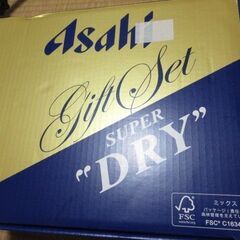 Asahi
Gift Set
SUPER
"DRY"
FSC
ミックス
FSC® C1634